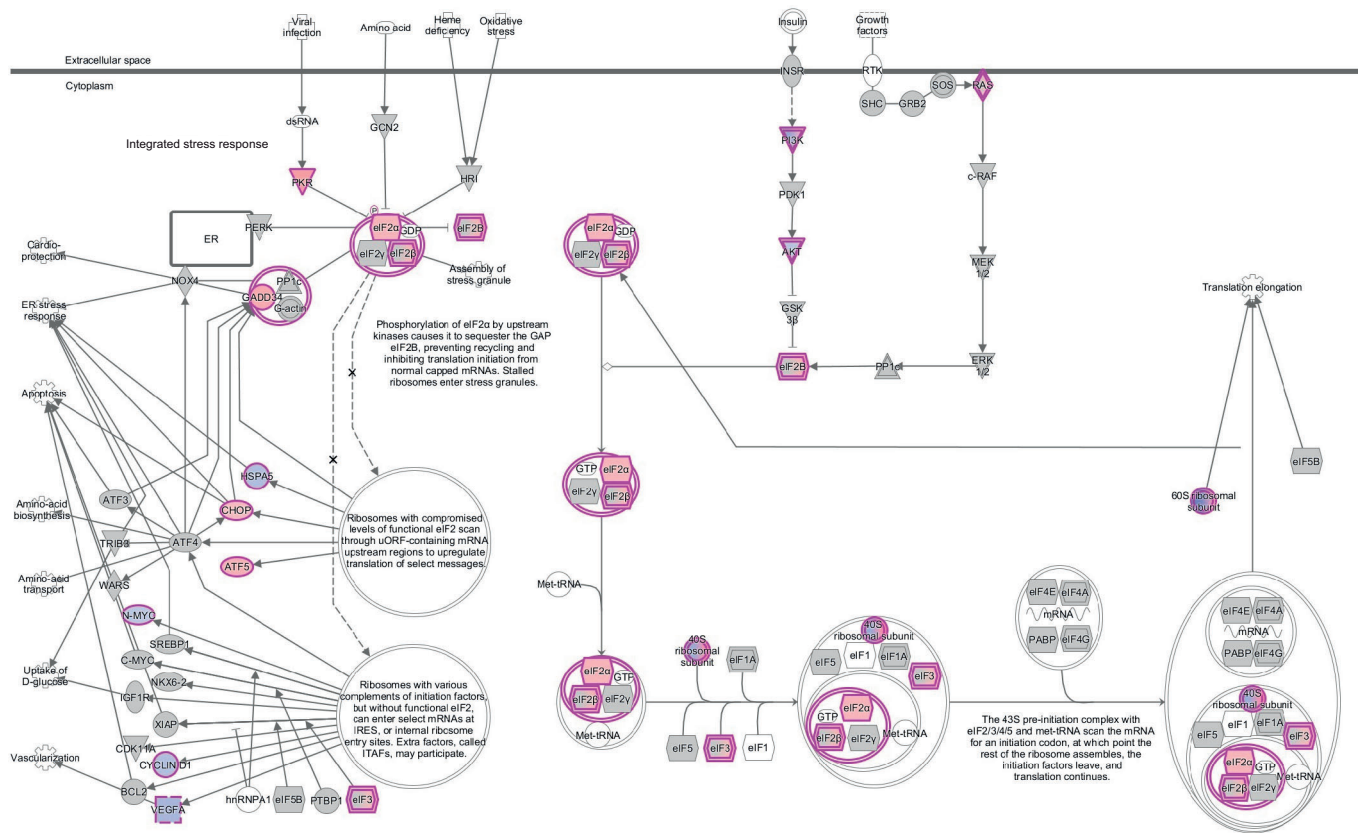 Viral
infection
Amino acid
Heme
deficiency
Oxidative
stress
Insulin
Growth
factors
Extracellular space
Cytoplasm
INSR
RTK
SHC
GRB2
SOS
RAS
dsRNA
GCN2
Integrated stress response
PKR
HRI
PI3K
PDK1
c-RAF
ER
PERK
P
eIF2α
GDP
eIF2γ
eIF2β
eIF2B
eIF2α
GDP
eIF2γ
eIF2β
AKT
MEK
1/2
Cardio-
protection
NOX4
PP1c
GADD34
G-actin
Assembly of
stress granule
GSK
3β
Translation elongation
ER stress
response
Phosphorylation of eIF2α by upstream
kinases causes it to sequester the GAP
eIF2B, preventing recycling and
inhibiting translation initiation from
normal capped mRNAs. Stalled
ribosomes enter stress granules.
eIF2B
PP1c
ERK
1/2
Apoptosis
HSPA5
GTP
eIF2α
eIF2γ
eIF2β
eIF5B
60S ribosomal
subunit
Amino-acid
biosynthesis
ATF3
CHOP
TRIB3
ATF4
Ribosomes with compromised
levels of functional eIF2 scan
through uORF-containing mRNA
upstream regions to upregulate
translation of select messages.
ATF5
Amino-acid
transport
WARS
Met-tRNA
eIF4E
eIF4A
mRNA
PABP
eIF4G
eIF4E
eIF4A
mRNA
PABP
eIF4G
N-MYC
SREBP1
C-MYC
NKX6-2
Uptake of
D-glucose
IGF1R
XIAP
Ribosomes with various
complements of initiation factors,
but without functional eIF2,
can enter select mRNAs at
IRES, or internal ribosome
entry sites. Extra factors, called
ITAFs, may participate.
eIF2α
GTP
eIF2β
eIF2γ
Met-tRNA
40S
ribosomal
subunit
eIF1A
eIF5
eIF3
eIF1
40S
ribosomal subunit
eIF5
eIF1
eIF1A
eIF3
GTP
eIF2α
eIF2β
eIF2γ
Met-tRNA
The 43S pre-initiation complex with
eIF2/3/4/5 and met-tRNA scan the mRNA
for an initiation codon, at which point the
rest of the ribosome assembles, the
initiation factors leave, and
translation continues.
40S
ribosomal subunit
eIF1
eIF5
eIF1A
eIF3
eIF2α
GTP
eIF2β
eIF2γ
Met-tRNA
Vascularization
CDK11A
CYCLIN D1
BCL2
VEGFA
hnRNPA1
eIF5B
PTBP1
eIF3